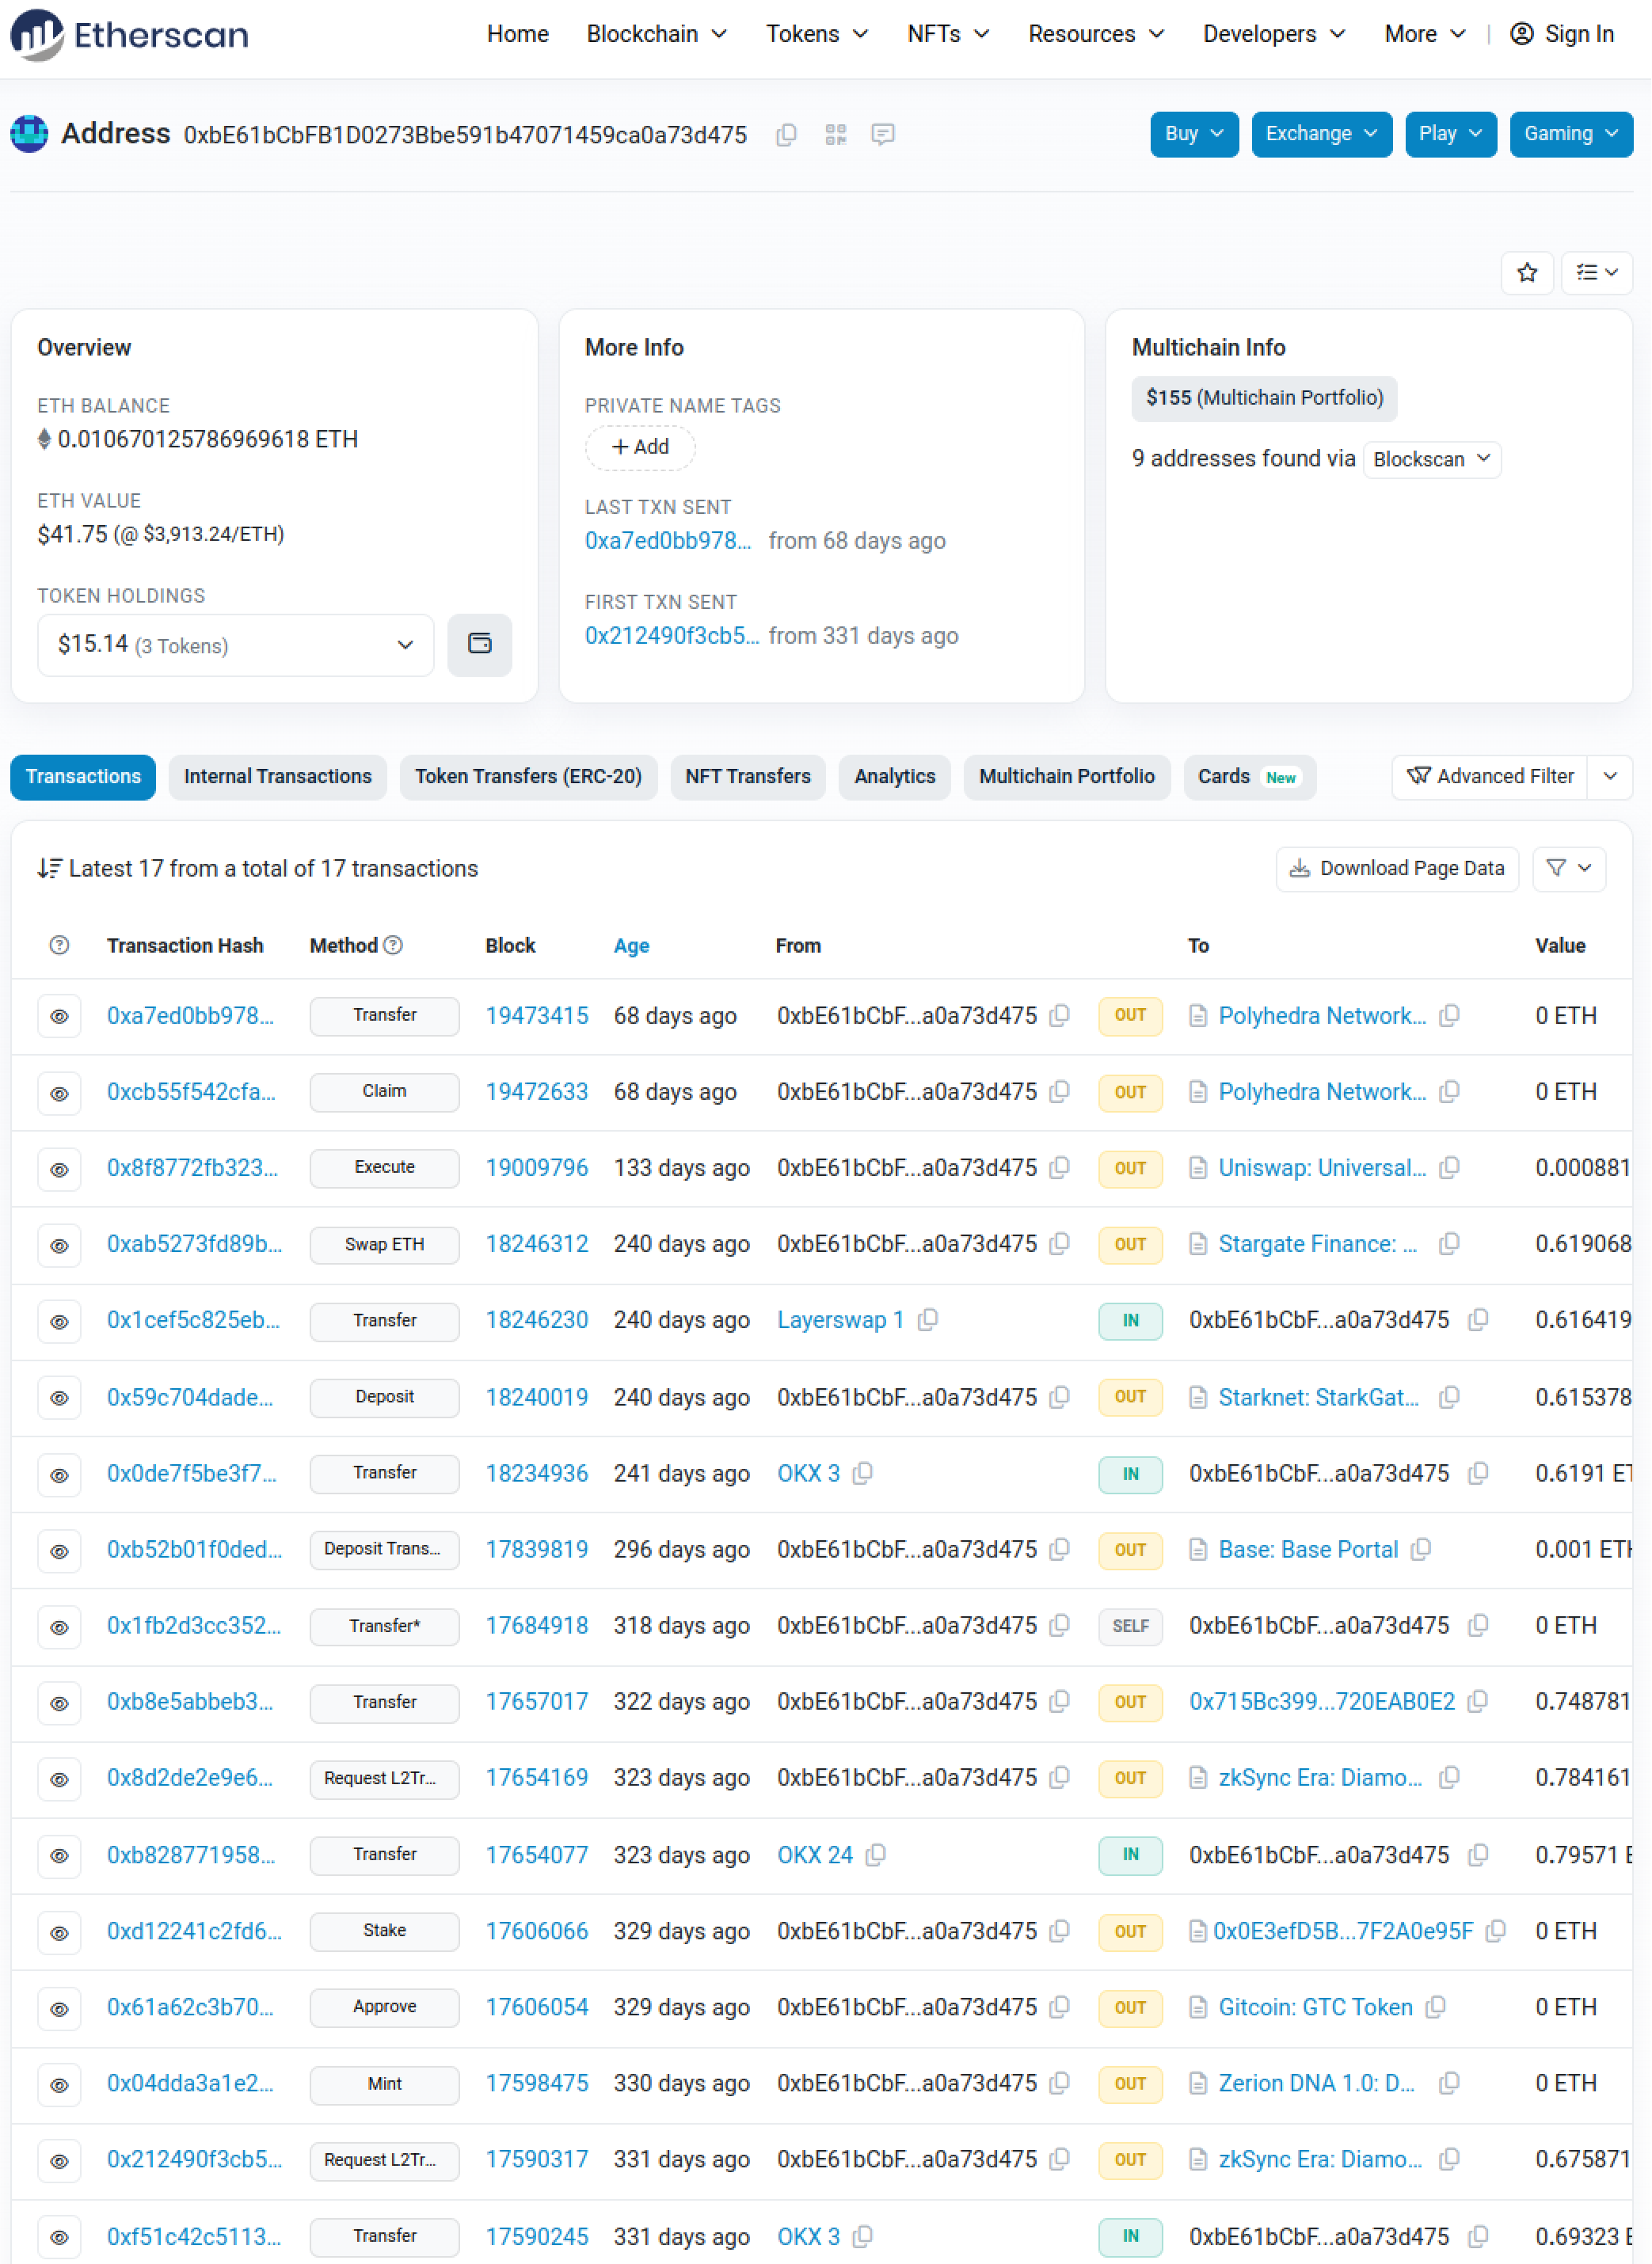 Etherscan
Home Blockchain Tokens NFTs Resources Developers More | Sign In
Address 0xbE61bCbFB1D0273Bbe591b47071459ca0a73d475
Buy Exchange Play Gaming
Overview
ETH BALANCE
0.010670125786969618 ETH
ETH VALUE
$41.75 (@ $3,913.24/ETH)
TOKEN HOLDINGS
$15.14 (3 Tokens)
More Info
PRIVATE NAME TAGS
+ Add
LAST TXN SENT
0xa7ed0bb978... from 68 days ago
FIRST TXN SENT
0x212490f3cb5... from 331 days ago
Multichain Info
$155 (Multichain Portfolio)
9 addresses found via Blockscan
Transactions Internal Transactions Token Transfers (ERC-20) NFT Transfers Analytics Multichain Portfolio Cards New Advanced Filter
Latest 17 from a total of 17 transactions Download Page Data
Transaction Hash Method Block Age From To Value
0xa7ed0bb978... Transfer 19473415 68 days ago 0xbE61bCbF...a0a73d475 OUT Polyhedra Network... 0 ETH
0xcb55f542cfa... Claim 19472633 68 days ago 0xbE61bCbF...a0a73d475 OUT Polyhedra Network... 0 ETH
0x8f8772fb323... Execute 19009796 133 days ago 0xbE61bCbF...a0a73d475 OUT Uniswap: Universal... 0.000881
0xab5273fd89b... Swap ETH 18246312 240 days ago 0xbE61bCbF...a0a73d475 OUT Stargate Finance: ... 0.619068
0x1cef5c825eb... Transfer 18246230 240 days ago Layerswap 1 IN 0xbE61bCbF...a0a73d475 0.616419
0x59c704dade... Deposit 18240019 240 days ago 0xbE61bCbF...a0a73d475 OUT Starknet: StarkGat... 0.615378
0x0de7f5be3f7... Transfer 18234936 241 days ago OKX 3 IN 0xbE61bCbF...a0a73d475 0.6191 ET
0xb52b01f0ded... Deposit Trans... 17839819 296 days ago 0xbE61bCbF...a0a73d475 OUT Base: Base Portal 0.001 ETH
0x1fb2d3cc352... Transfer* 17684918 318 days ago 0xbE61bCbF...a0a73d475 SELF 0xbE61bCbF...a0a73d475 0 ETH
0xb8e5abbeb3... Transfer 17657017 322 days ago 0xbE61bCbF...a0a73d475 OUT 0x715Bc399...720EAB0E2 0.748781
0x8d2de2e9e6... Request L2Tr... 17654169 323 days ago 0xbE61bCbF...a0a73d475 OUT zkSync Era: Diamo... 0.784161
0xb828771958... Transfer 17654077 323 days ago OKX 24 IN 0xbE61bCbF...a0a73d475 0.79571 E
0xd12241c2fd6... Stake 17606066 329 days ago 0xbE61bCbF...a0a73d475 OUT 0x0E3efD5B...7F2A0e95F 0 ETH
0x61a62c3b70... Approve 17606054 329 days ago 0xbE61bCbF...a0a73d475 OUT Gitcoin: GTC Token 0 ETH
0x04dda3a1e2... Mint 17598475 330 days ago 0xbE61bCbF...a0a73d475 OUT Zerion DNA 1.0: D... 0 ETH
0x212490f3cb5... Request L2Tr... 17590317 331 days ago 0xbE61bCbF...a0a73d475 OUT zkSync Era: Diamo... 0.675871
0xf51c42c5113... Transfer 17590245 331 days ago OKX 3 IN 0xbE61bCbF...a0a73d475 0.69323 E